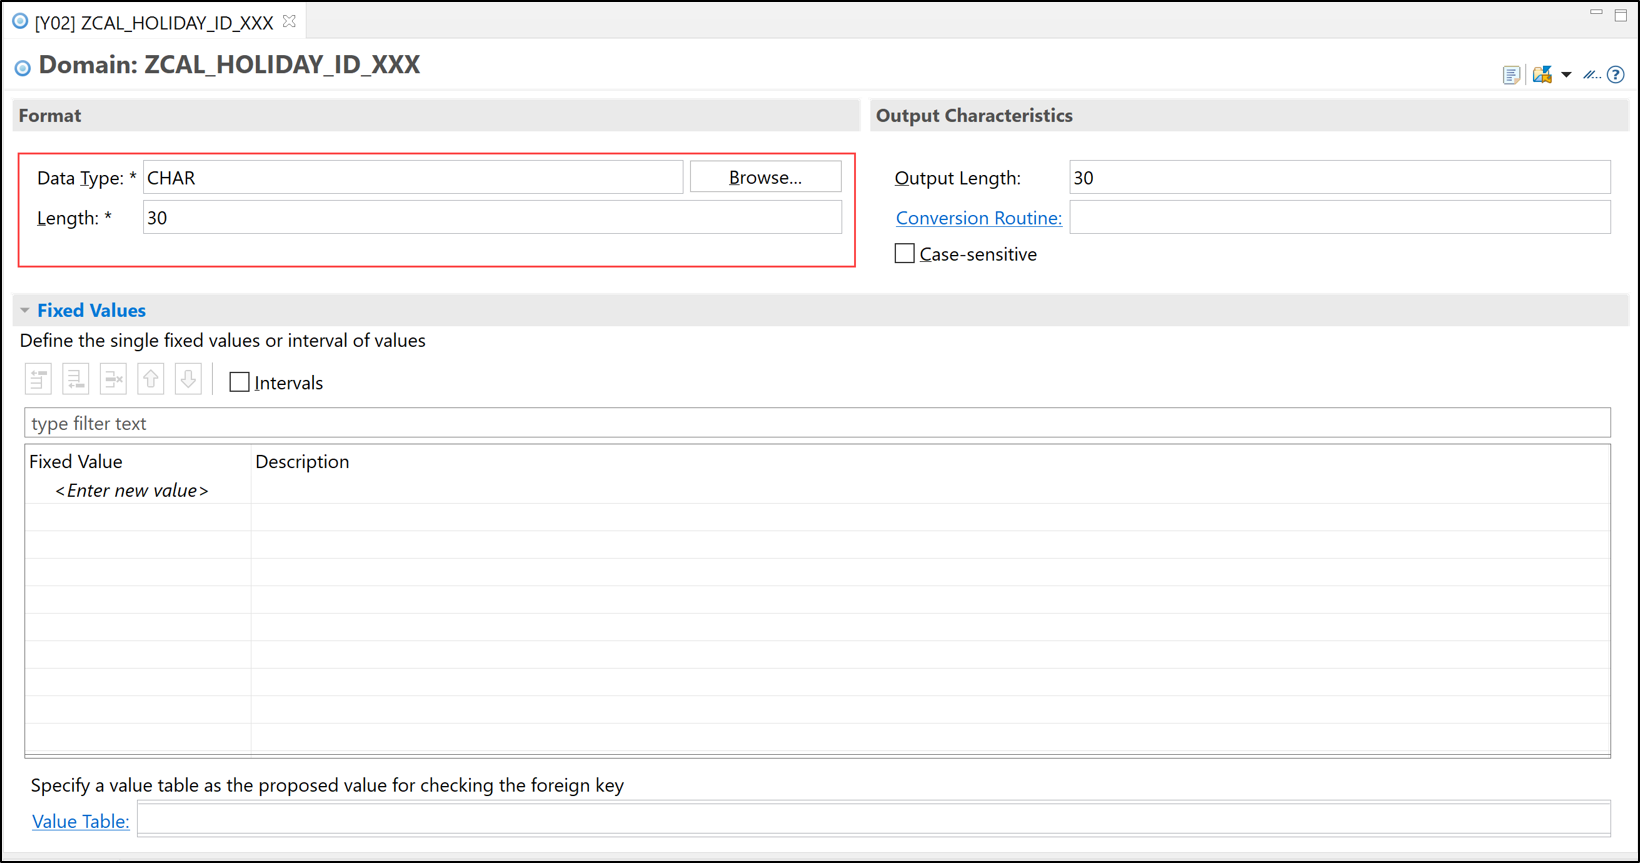 [Y02] ZCAL_HOLIDAY_ID_XXX
Domain: ZCAL_HOLIDAY_ID_XXX
Format
Data Type: * CHAR Browse...
Length: * 30
Output Characteristics
Output Length: 30
Conversion Routine:
Case-sensitive
Fixed Values
Define the single fixed values or interval of values
Intervals
type filter text
Fixed Value Description
<Enter new value>
Specify a value table as the proposed value for checking the foreign key
Value Table: